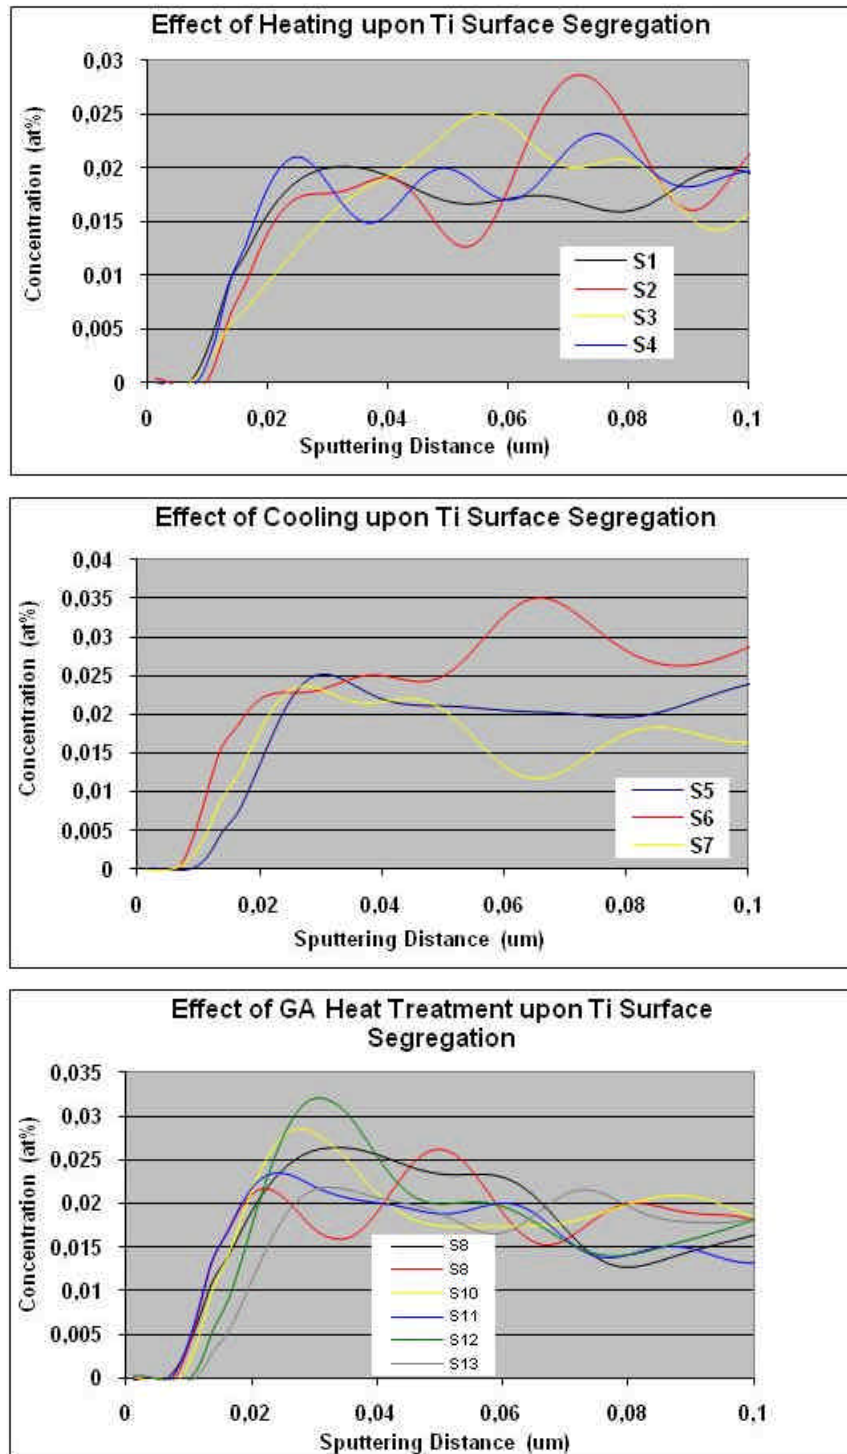 Effect of Heating upon Ti Surface Segregation
Concentration (at%)
0,03
0,025
0,02
0,015
0,01
0,005
0
0 0,02 0,04 0,06 0,08 0,1
Sputtering Distance (um)
S1
S2
S3
S4
Effect of Cooling upon Ti Surface Segregation
Concentration (at%)
0,04
0,035
0,03
0,025
0,02
0,015
0,01
0,005
0
0 0,02 0,04 0,06 0,08 0,1
Sputtering Distance (um)
S5
S6
S7
Effect of GA Heat Treatment upon Ti Surface
Segregation
Concentration (at%)
0,035
0,03
0,025
0,02
0,015
0,01
0,005
0
0 0,02 0,04 0,06 0,08 0,1
Sputtering Distance (um)
S8
S8
S10
S11
S12
S13